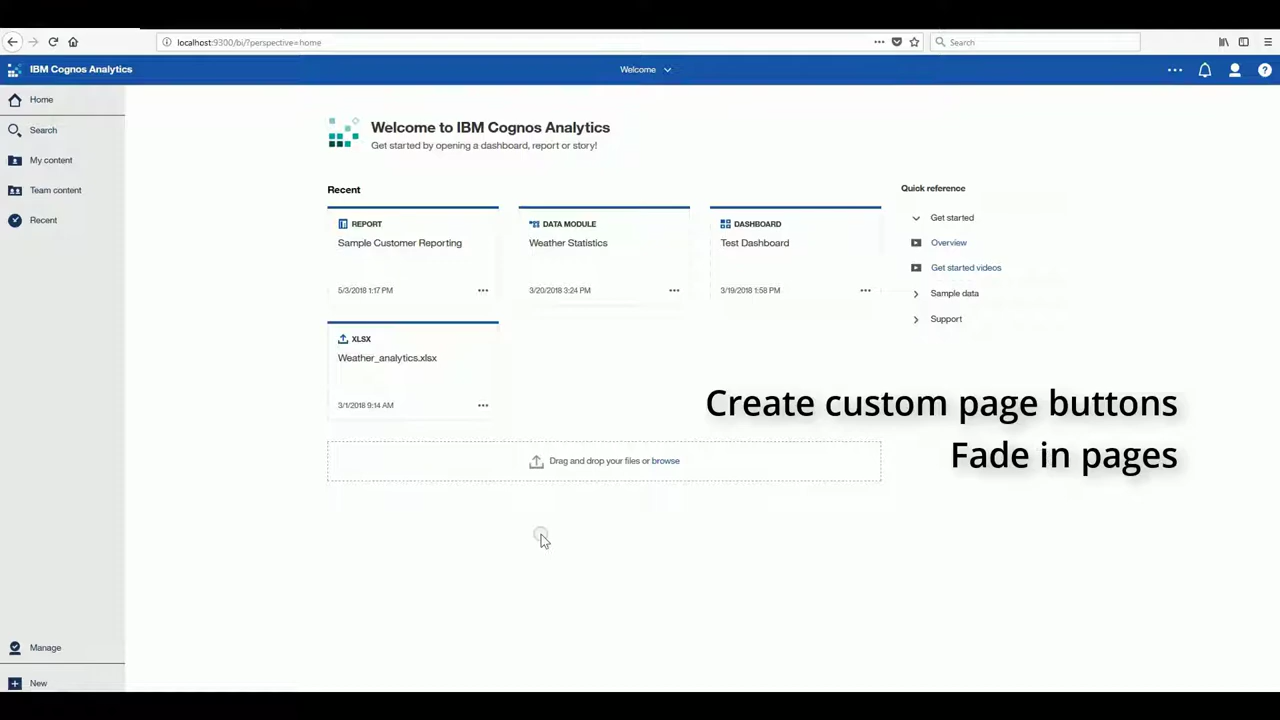 localhost:9300/bi/?perspective=home
Search
IBM Cognos Analytics
Welcome
Home
Search
My content
Team content
Recent
Manage
New
Welcome to IBM Cognos Analytics
Get started by opening a dashboard, report or story!
Recent
REPORT
Sample Customer Reporting
5/3/2018 1:17 PM
DATA MODULE
Weather Statistics
3/20/2018 3:24 PM
DASHBOARD
Test Dashboard
3/19/2018 1:58 PM
XLSX
Weather_analytics.xlsx
3/1/2018 9:14 AM
Drag and drop your files or browse
Quick reference
Get started
Overview
Get started videos
Sample data
Support
Create custom page buttons
Fade in pages